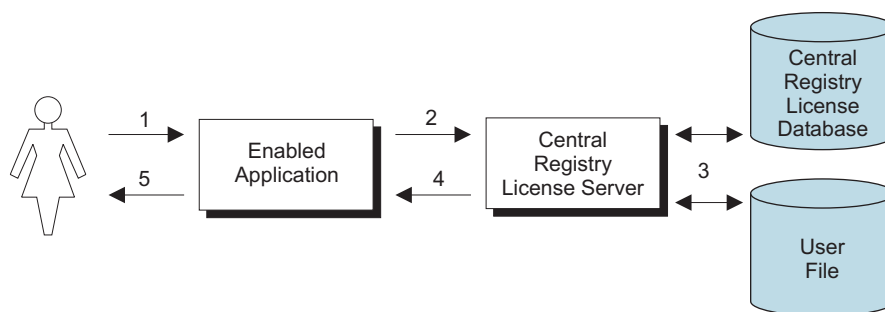 1
5
Enabled
Application
2
4
Central
Registry
License Server
3
Central
Registry
License
Database
User
File